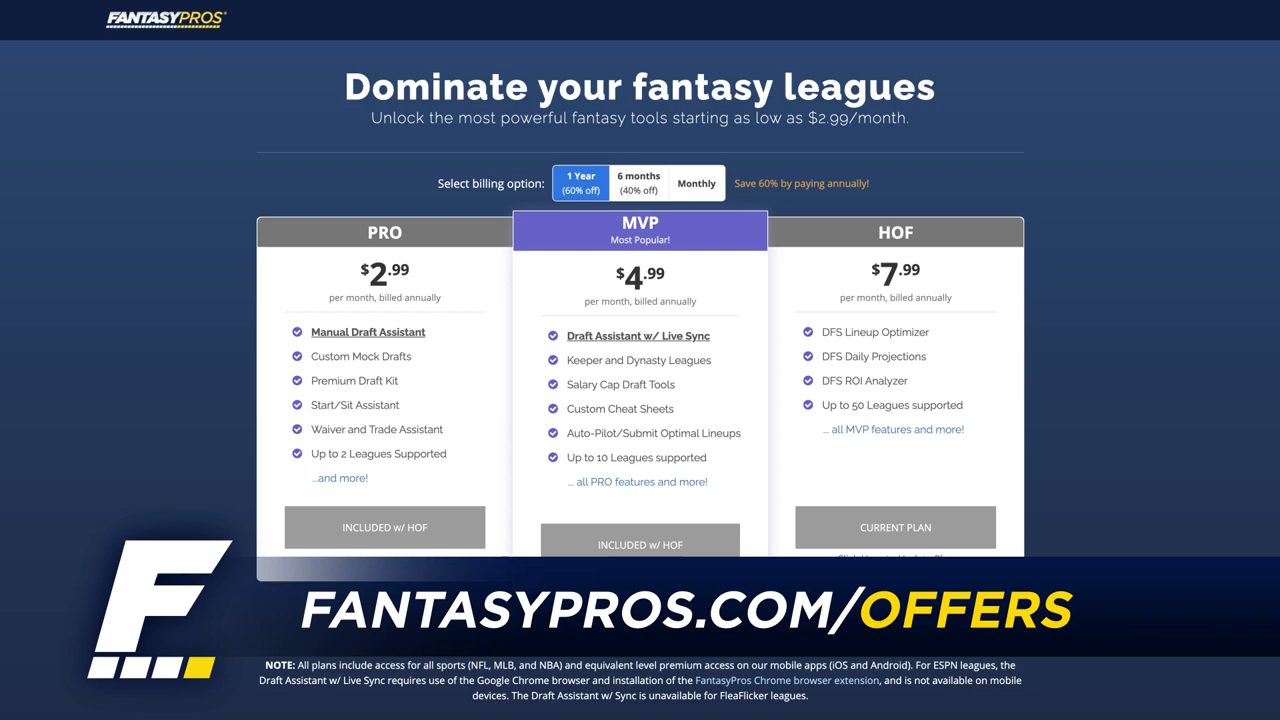 FANTASYPROS
Dominate your fantasy leagues
Unlock the most powerful fantasy tools starting as low as $2.99/month.
Select billing option:
1 Year
(60% off)
6 months
(40% off)
Monthly
Save 60% by paying annually!
PRO
$2.99
per month, billed annually
Manual Draft Assistant
Custom Mock Drafts
Premium Draft Kit
Start/Sit Assistant
Waiver and Trade Assistant
Up to 2 Leagues Supported
...and more!
INCLUDED w/ HOF
MVP
Most Popular!
$4.99
per month, billed annually
Draft Assistant w/ Live Sync
Keeper and Dynasty Leagues
Salary Cap Draft Tools
Custom Cheat Sheets
Auto-Pilot/Submit Optimal Lineups
Up to 10 Leagues supported
... all PRO features and more!
INCLUDED w/ HOF
HOF
$7.99
per month, billed annually
DFS Lineup Optimizer
DFS Daily Projections
DFS ROI Analyzer
Up to 50 Leagues supported
... all MVP features and more!
CURRENT PLAN
F
FANTASYPROS.COM/OFFERS
NOTE: All plans include access for all sports (NFL, MLB, and NBA) and equivalent level premium access on our mobile apps (iOS and Android). For ESPN leagues, the
Draft Assistant w/ Live Sync requires use of the Google Chrome browser and installation of the FantasyPros Chrome browser extension, and is not available on mobile
devices. The Draft Assistant w/ Sync is unavailable for FleaFlicker leagues.